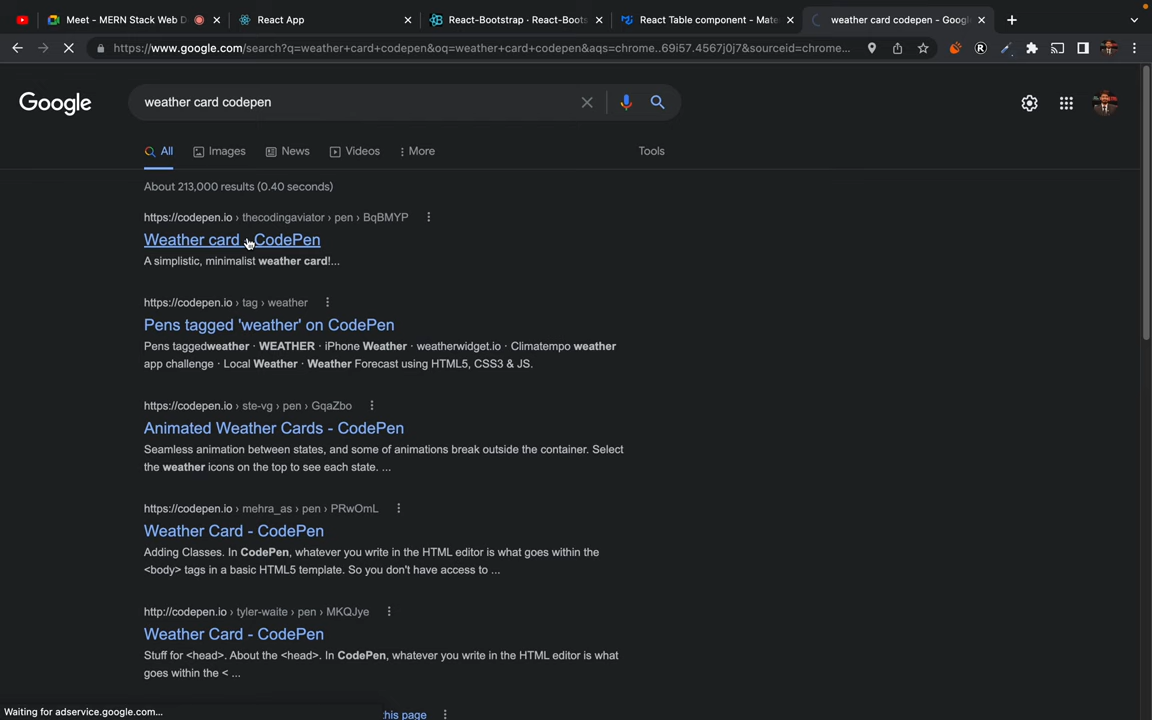 Meet - MERN Stack Web D
React App
React-Bootstrap · React-Boots
React Table component - Mate
weather card codepen - Googl
https://www.google.com/search?q=weather+card+codepen&oq=weather+card+codepen&aqs=chrome..69i57.4567j0j7&sourceid=chrome...
Google
weather card codepen
All
Images
News
Videos
More
Tools
About 213,000 results (0.40 seconds)
https://codepen.io › thecodingaviator › pen › BqBMYP
Weather card - CodePen
A simplistic, minimalist weather card!...
https://codepen.io › tag › weather
Pens tagged 'weather' on CodePen
Pens taggedweather · WEATHER · iPhone Weather · weatherwidget.io · Climatempo weather
app challenge · Local Weather · Weather Forecast using HTML5, CSS3 & JS.
https://codepen.io › ste-vg › pen › GqaZbo
Animated Weather Cards - CodePen
Seamless animation between states, and some of animations break outside the container. Select
the weather icons on the top to see each state. ...
https://codepen.io › mehra_as › pen › PRwOmL
Weather Card - CodePen
Adding Classes. In CodePen, whatever you write in the HTML editor is what goes within the
<body> tags in a basic HTML5 template. So you don't have access to ...
http://codepen.io › tyler-waite › pen › MKQJye
Weather Card - CodePen
Stuff for <head>. About the <head>. In CodePen, whatever you write in the HTML editor is what
goes within the < ...
Waiting for adservice.google.com...
this page